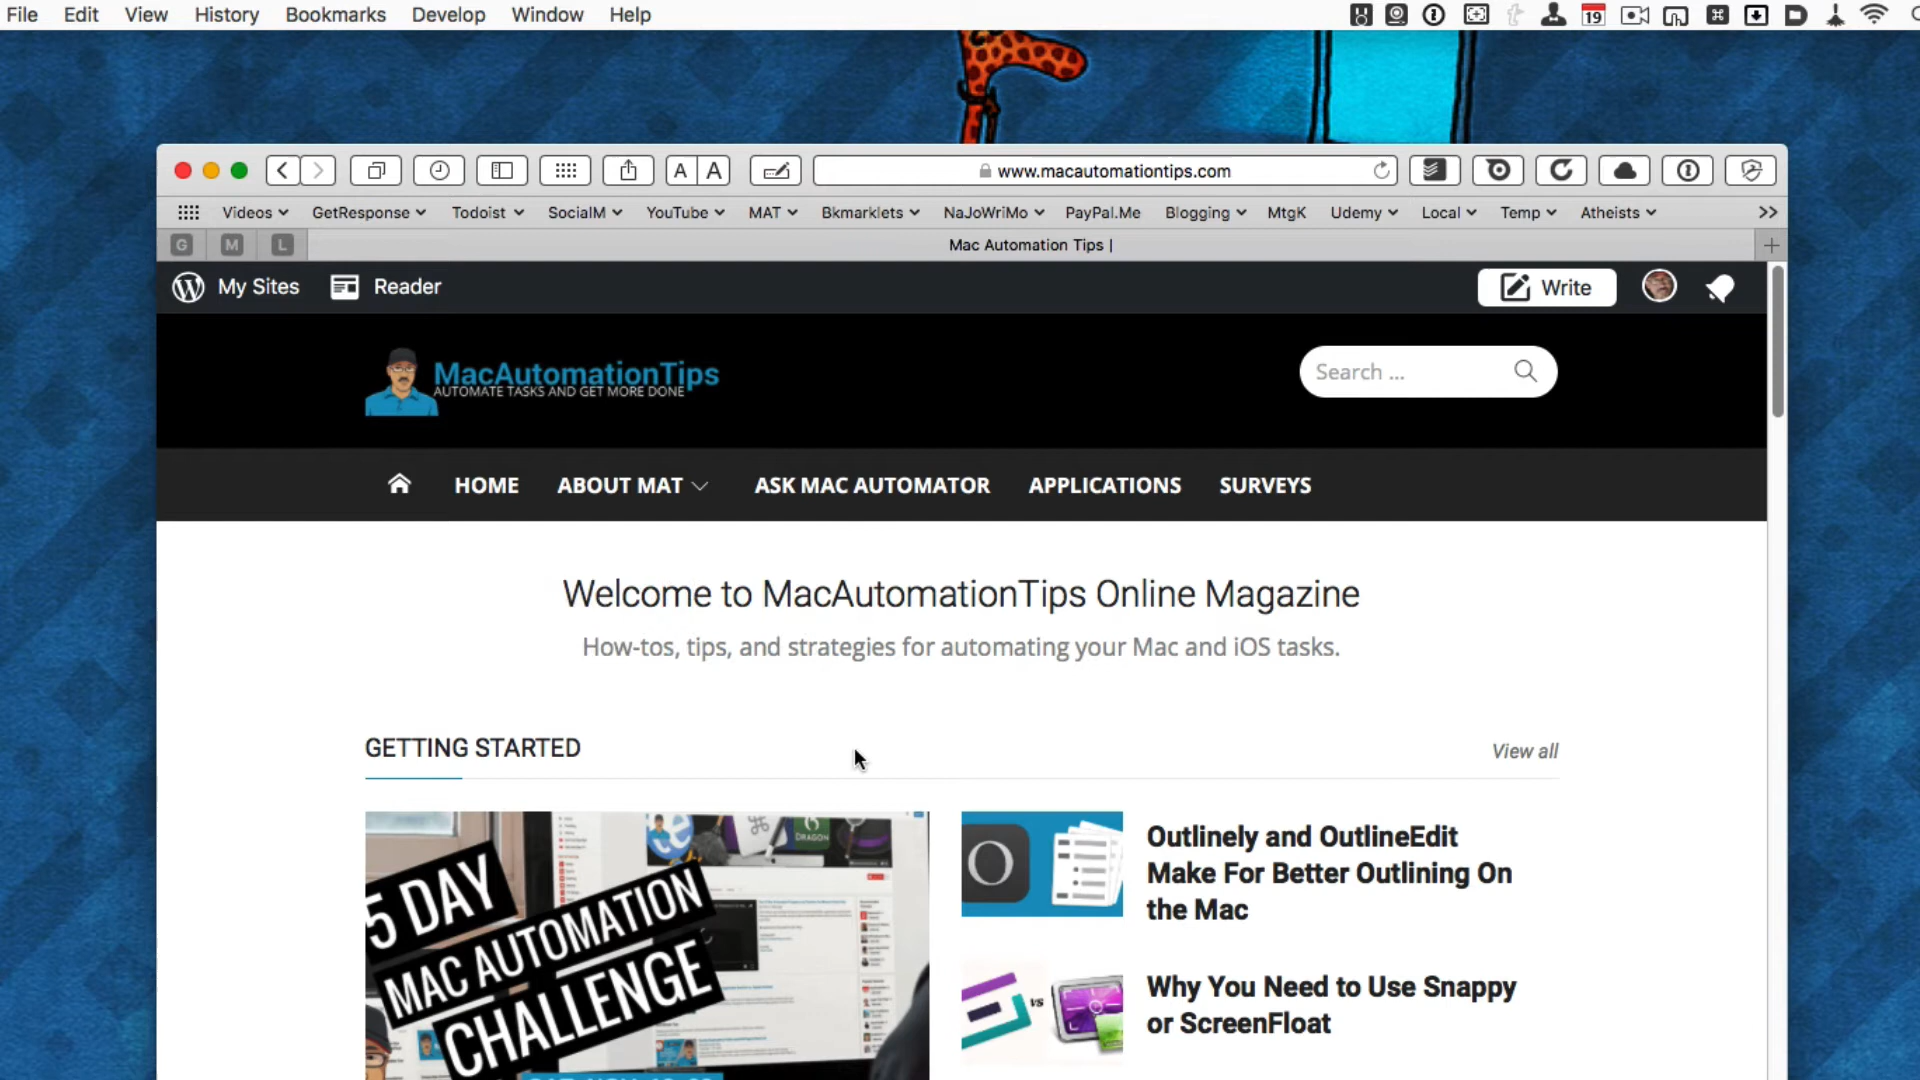 File Edit View History Bookmarks Develop Window Help
19
A A
www.macautomationtips.com
Videos GetResponse Todoist SocialM YouTube MAT Bkmarklets NaJoWriMo PayPal.Me Blogging MtgK Udemy Local Temp Atheists >>
G M L Mac Automation Tips |
My Sites Reader Write
MacAutomationTips
AUTOMATE TASKS AND GET MORE DONE
Search ...
HOME ABOUT MAT ASK MAC AUTOMATOR APPLICATIONS SURVEYS
Welcome to MacAutomationTips Online Magazine
How-tos, tips, and strategies for automating your Mac and iOS tasks.
GETTING STARTED
View all
DRAGON
5 DAY
MAC AUTOMATION
CHALLENGE
Outlinely and OutlineEdit
Make For Better Outlining On
the Mac
vs
Why You Need to Use Snappy
or ScreenFloat